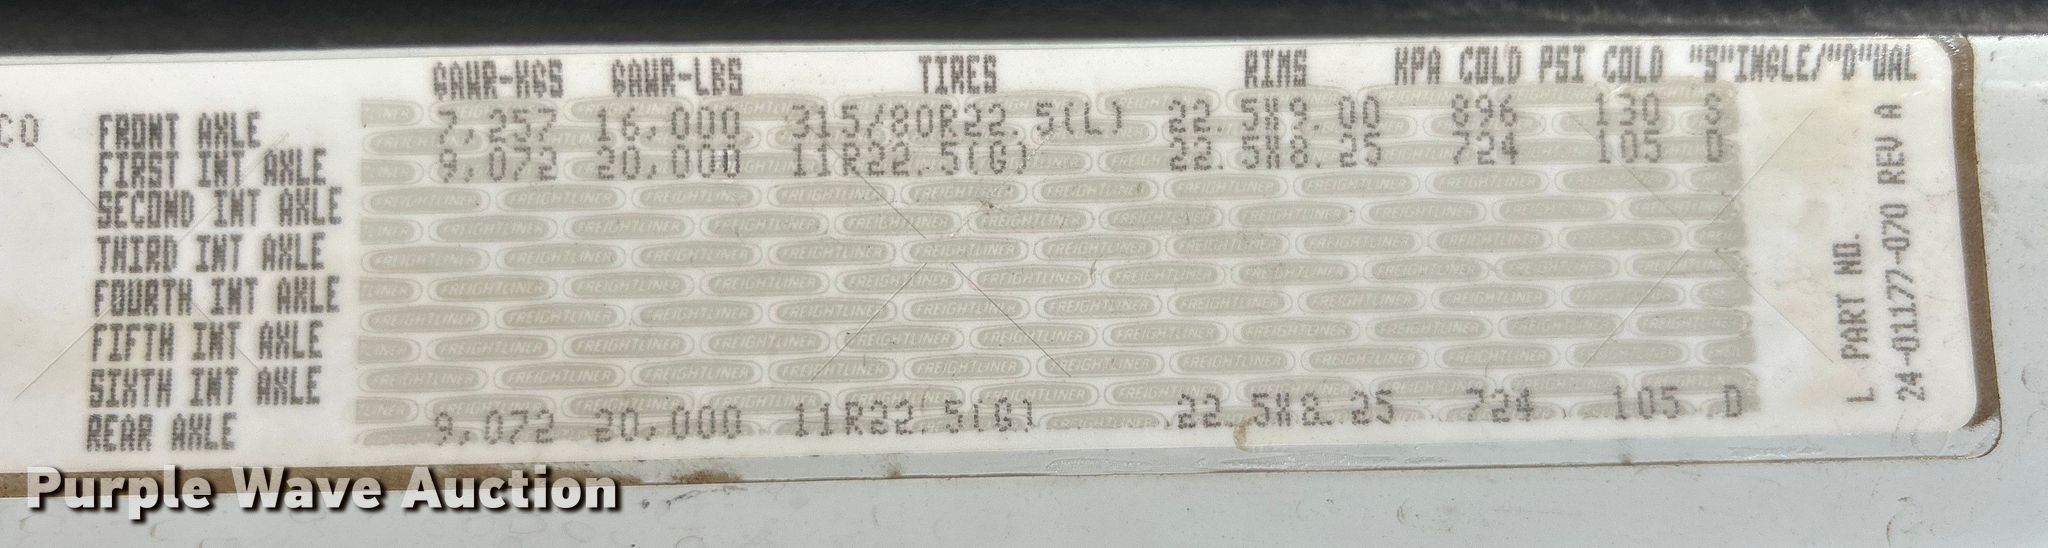 GAWR-KGS GAWR-LBS TIRES RIMS KPA COLD PSI COLD "S"INGLE/"D"UAL
CO
FRONT AXLE 7,257 16,000 315/80R22.5(L) 22.5X9.00 896 130 S
FIRST INT AXLE 9,072 20,000 11R22.5(G) 22.5X8.25 724 105 D
SECOND INT AXLE
THIRD INT AXLE
FOURTH INT AXLE
FIFTH INT AXLE
SIXTH INT AXLE
REAR AXLE 9,072 20,000 11R22.5(G) 22.5X8.25 724 105 D
L PART NO.
24-01177-070 REV A
FREIGHTLINER
Purple Wave Auction